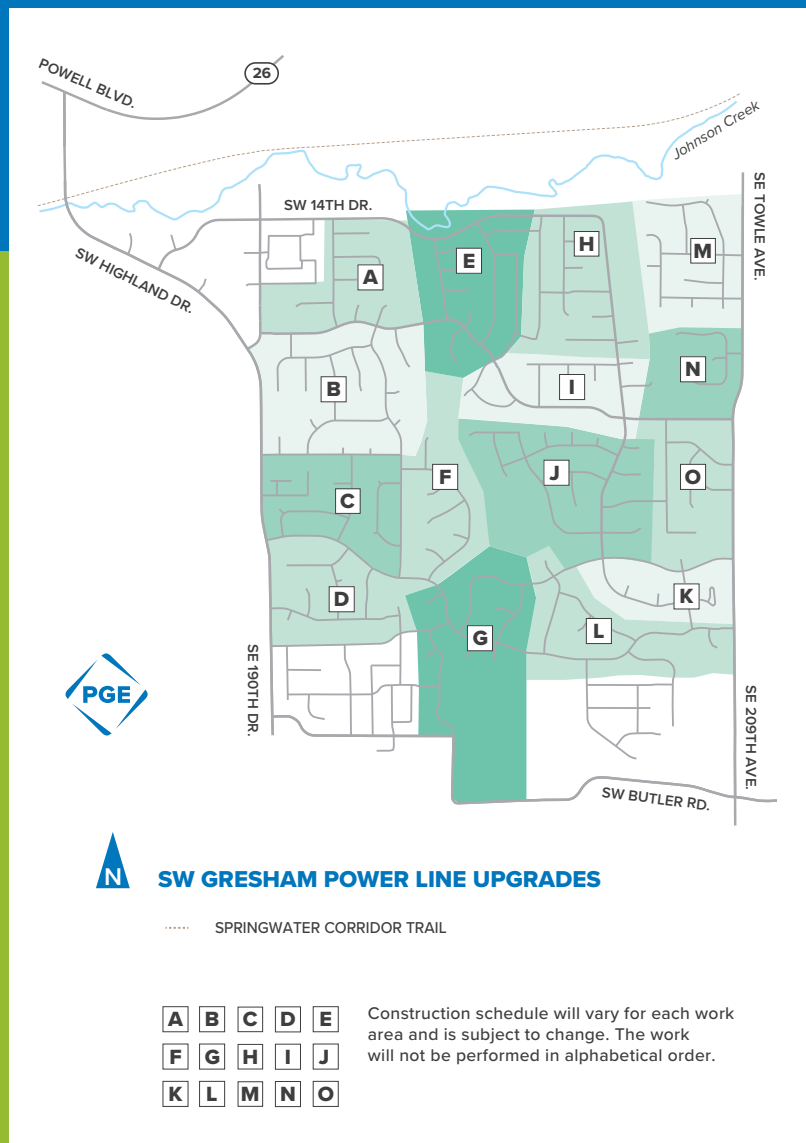 POWELL BLVD.
26
Johnson Creek
SW 14TH DR.
SE TOWLE AVE.
SW HIGHLAND DR.
A
E
H
M
B
I
N
C
F
J
O
D
G
L
K
SE 190TH DR.
PGE
SE 209TH AVE.
SW BUTLER RD.
N
SW GRESHAM POWER LINE UPGRADES
SPRINGWATER CORRIDOR TRAIL
A B C D E
F G H I J
K L M N O
Construction schedule will vary for each work
area and is subject to change. The work
will not be performed in alphabetical order.